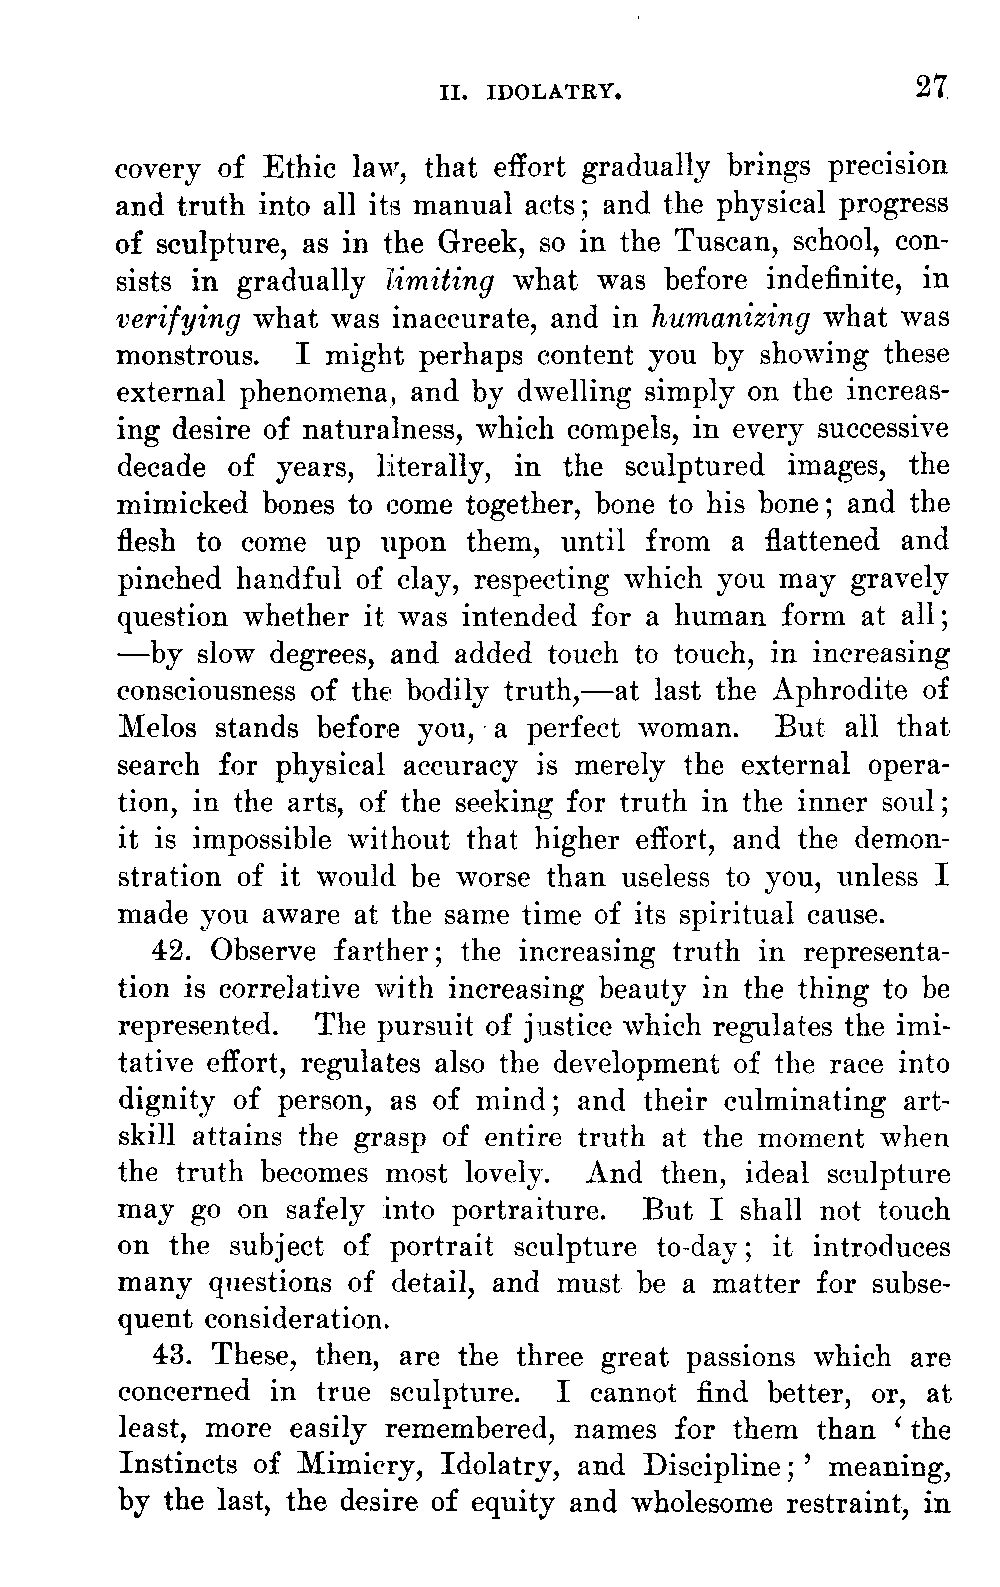 II. IDOLATRY. 27
covery of Ethic law, that effort gradually brings precision
and truth into all its manual acts; and the physical progress
of sculpture, as in the Greek, so in the Tuscan, school, con-
sists in gradually limiting what was before indefinite, in
verifying what was inaccurate, and in humanizing what was
monstrous. I might perhaps content you by showing these
external phenomena, and by dwelling simply on the increas-
ing desire of naturalness, which compels, in every successive
decade of years, literally, in the sculptured images, the
mimicked bones to come together, bone to his bone; and the
flesh to come up upon them, until from a flattened and
pinched handful of clay, respecting which you may gravely
question whether it was intended for a human form at all;
—by slow degrees, and added touch to touch, in increasing
consciousness of the bodily truth,—at last the Aphrodite of
Melos stands before you, a perfect woman. But all that
search for physical accuracy is merely the external opera-
tion, in the arts, of the seeking for truth in the inner soul;
it is impossible without that higher effort, and the demon-
stration of it would be worse than useless to you, unless I
made you aware at the same time of its spiritual cause.
42. Observe farther; the increasing truth in representa-
tion is correlative with increasing beauty in the thing to be
represented. The pursuit of justice which regulates the imi-
tative effort, regulates also the development of the race into
dignity of person, as of mind; and their culminating art-
skill attains the grasp of entire truth at the moment when
the truth becomes most lovely. And then, ideal sculpture
may go on safely into portraiture. But I shall not touch
on the subject of portrait sculpture to-day; it introduces
many questions of detail, and must be a matter for subse-
quent consideration.
43. These, then, are the three great passions which are
concerned in true sculpture. I cannot find better, or, at
least, more easily remembered, names for them than ‘the
Instincts of Mimicry, Idolatry, and Discipline;’ meaning,
by the last, the desire of equity and wholesome restraint, in